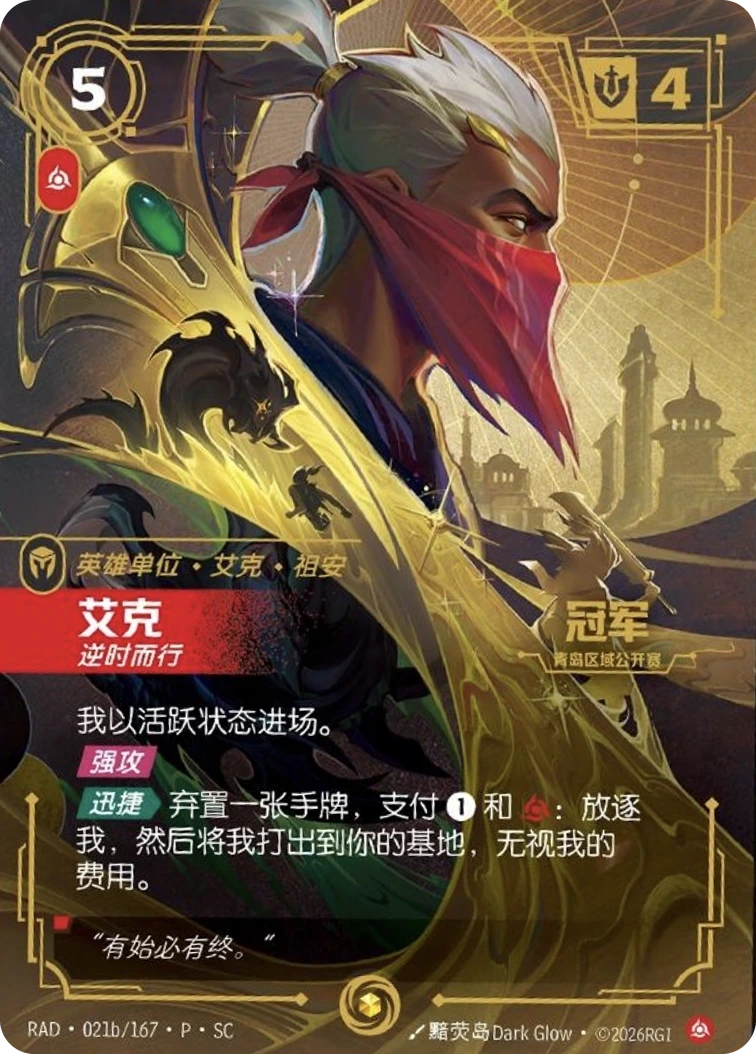 5
4
英雄单位 • 艾克 • 祖安
艾克
逆时而行
冠军
青岛区域公开赛
我以活跃状态进场。
强攻
迅捷 弃置一张手牌，支付 1 和 ：放逐
我，然后将我打出到你的基地，无视我的
费用。
“有始必有终。”
RAD • 021b/167 • P • SC
黯荧岛Dark Glow • ©2026RGI